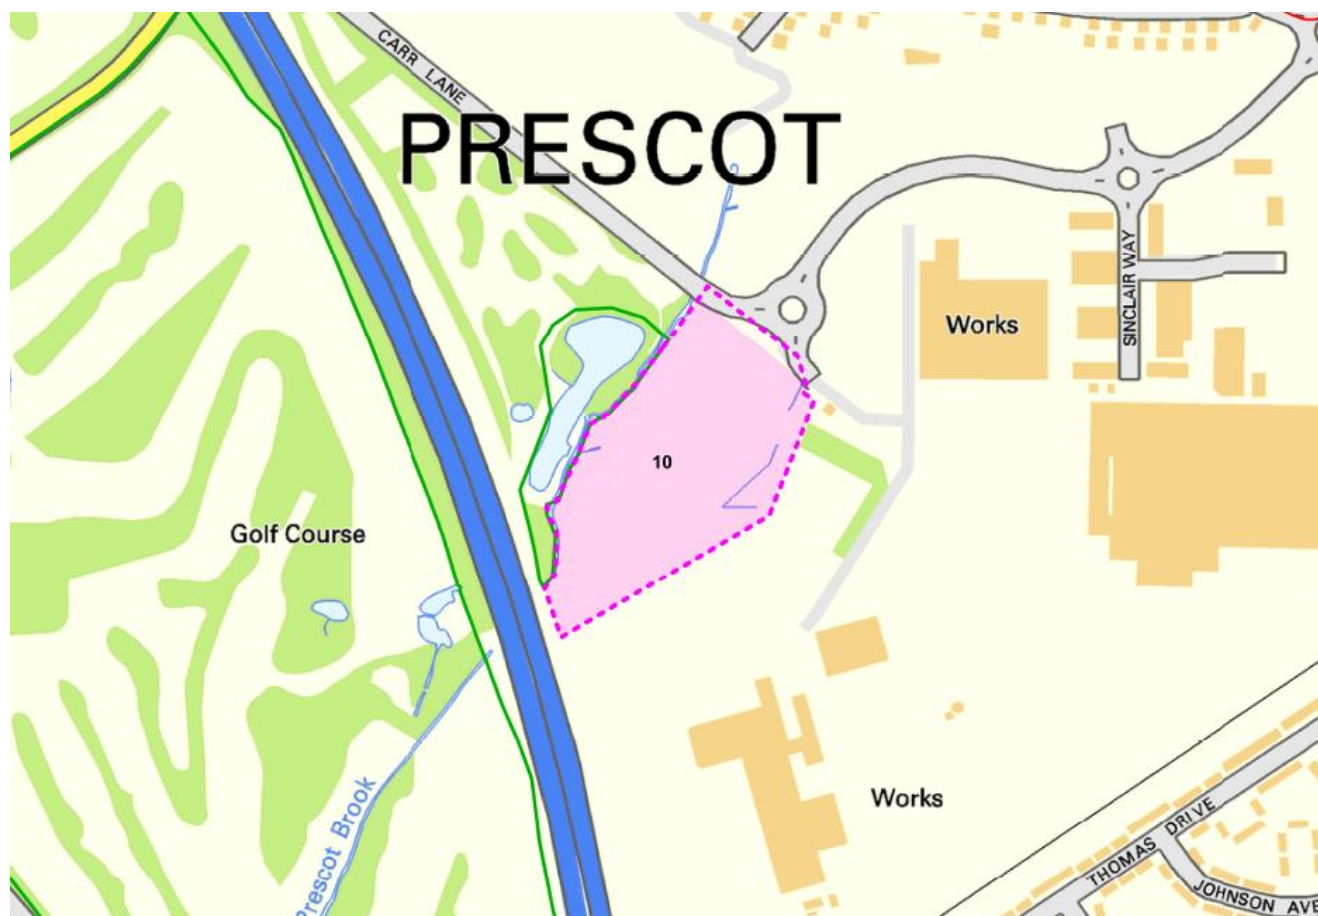 CARR LANE
PRESCOT
SINCLAIR WAY
Works
10
Golf Course
Prescot Brook
Works
THOMAS DRIVE
JOHNSON AVE